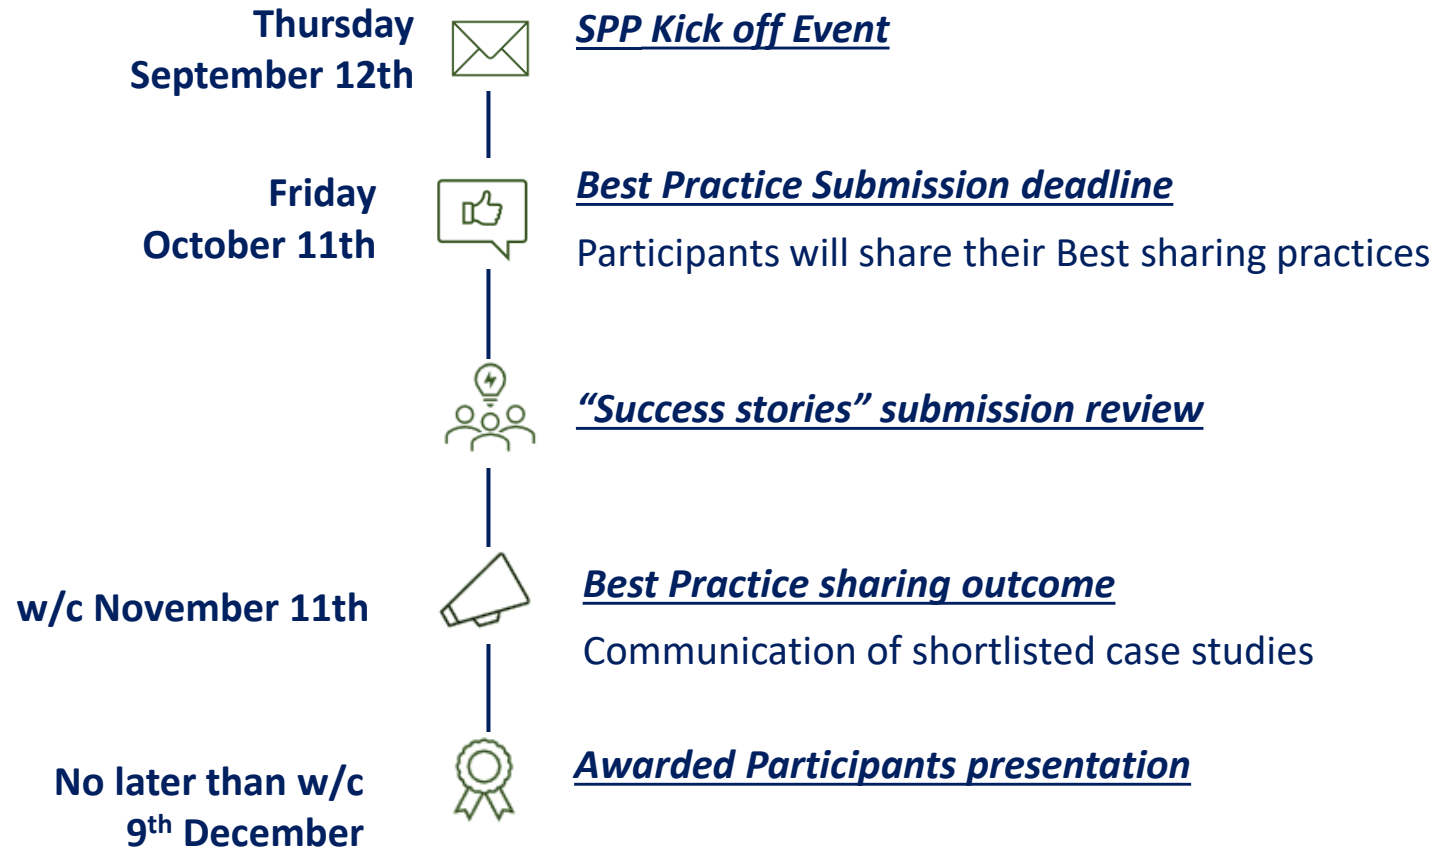 Thursday
September 12th
SPP Kick off Event
Friday
October 11th
Best Practice Submission deadline
Participants will share their Best sharing practices
“Success stories” submission review
w/c November 11th
Best Practice sharing outcome
Communication of shortlisted case studies
No later than w/c
9th December
Awarded Participants presentation